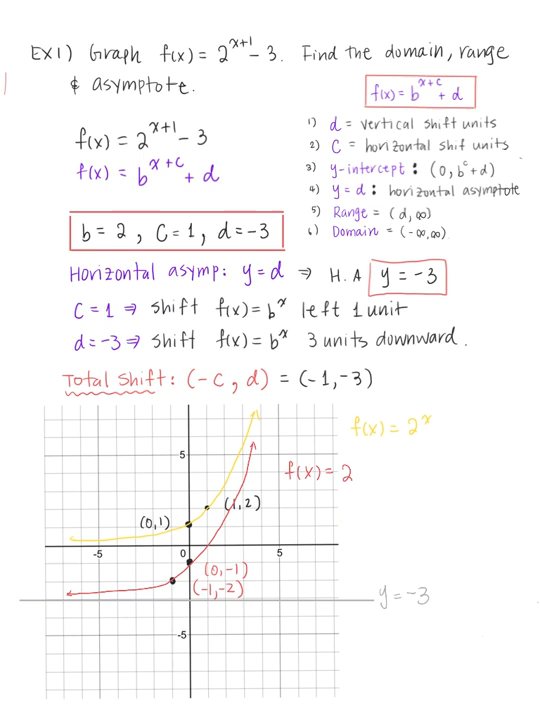 EX1) Graph f(x) = 2^x+1 - 3. Find the domain, range
& asymptote.
f(x) = b^x+c + d
f(x) = 2^x+1 - 3
f(x) = b^x+c + d
1) d = vertical shift units
2) C = horizontal shif units
3) y-intercept : (0, b^c + d)
4) y = d : horizontal asymptote
5) Range = (d, ∞)
6) Domain = (-∞, ∞)
b = 2 , C = 1 , d = -3
Horizontal asymp: y = d ⇒ H.A y = -3
C = 1 ⇒ shift f(x) = b^x left 1 unit
d = -3 ⇒ shift f(x) = b^x 3 units downward.
Total Shift: (-C, d) = (-1, -3)
f(x) = 2^x
5
f(x) = 2
(1, 2)
(0, 1)
-5
0
5
(0, -1)
(-1, -2)
y = -3
-5